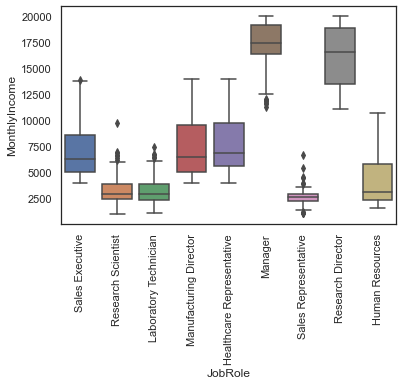 20000
17500
15000
12500
10000
7500
5000
2500
MonthlyIncome
Sales Executive
Research Scientist
Laboratory Technician
Manufacturing Director
Healthcare Representative
Manager
Sales Representative
Research Director
Human Resources
JobRole